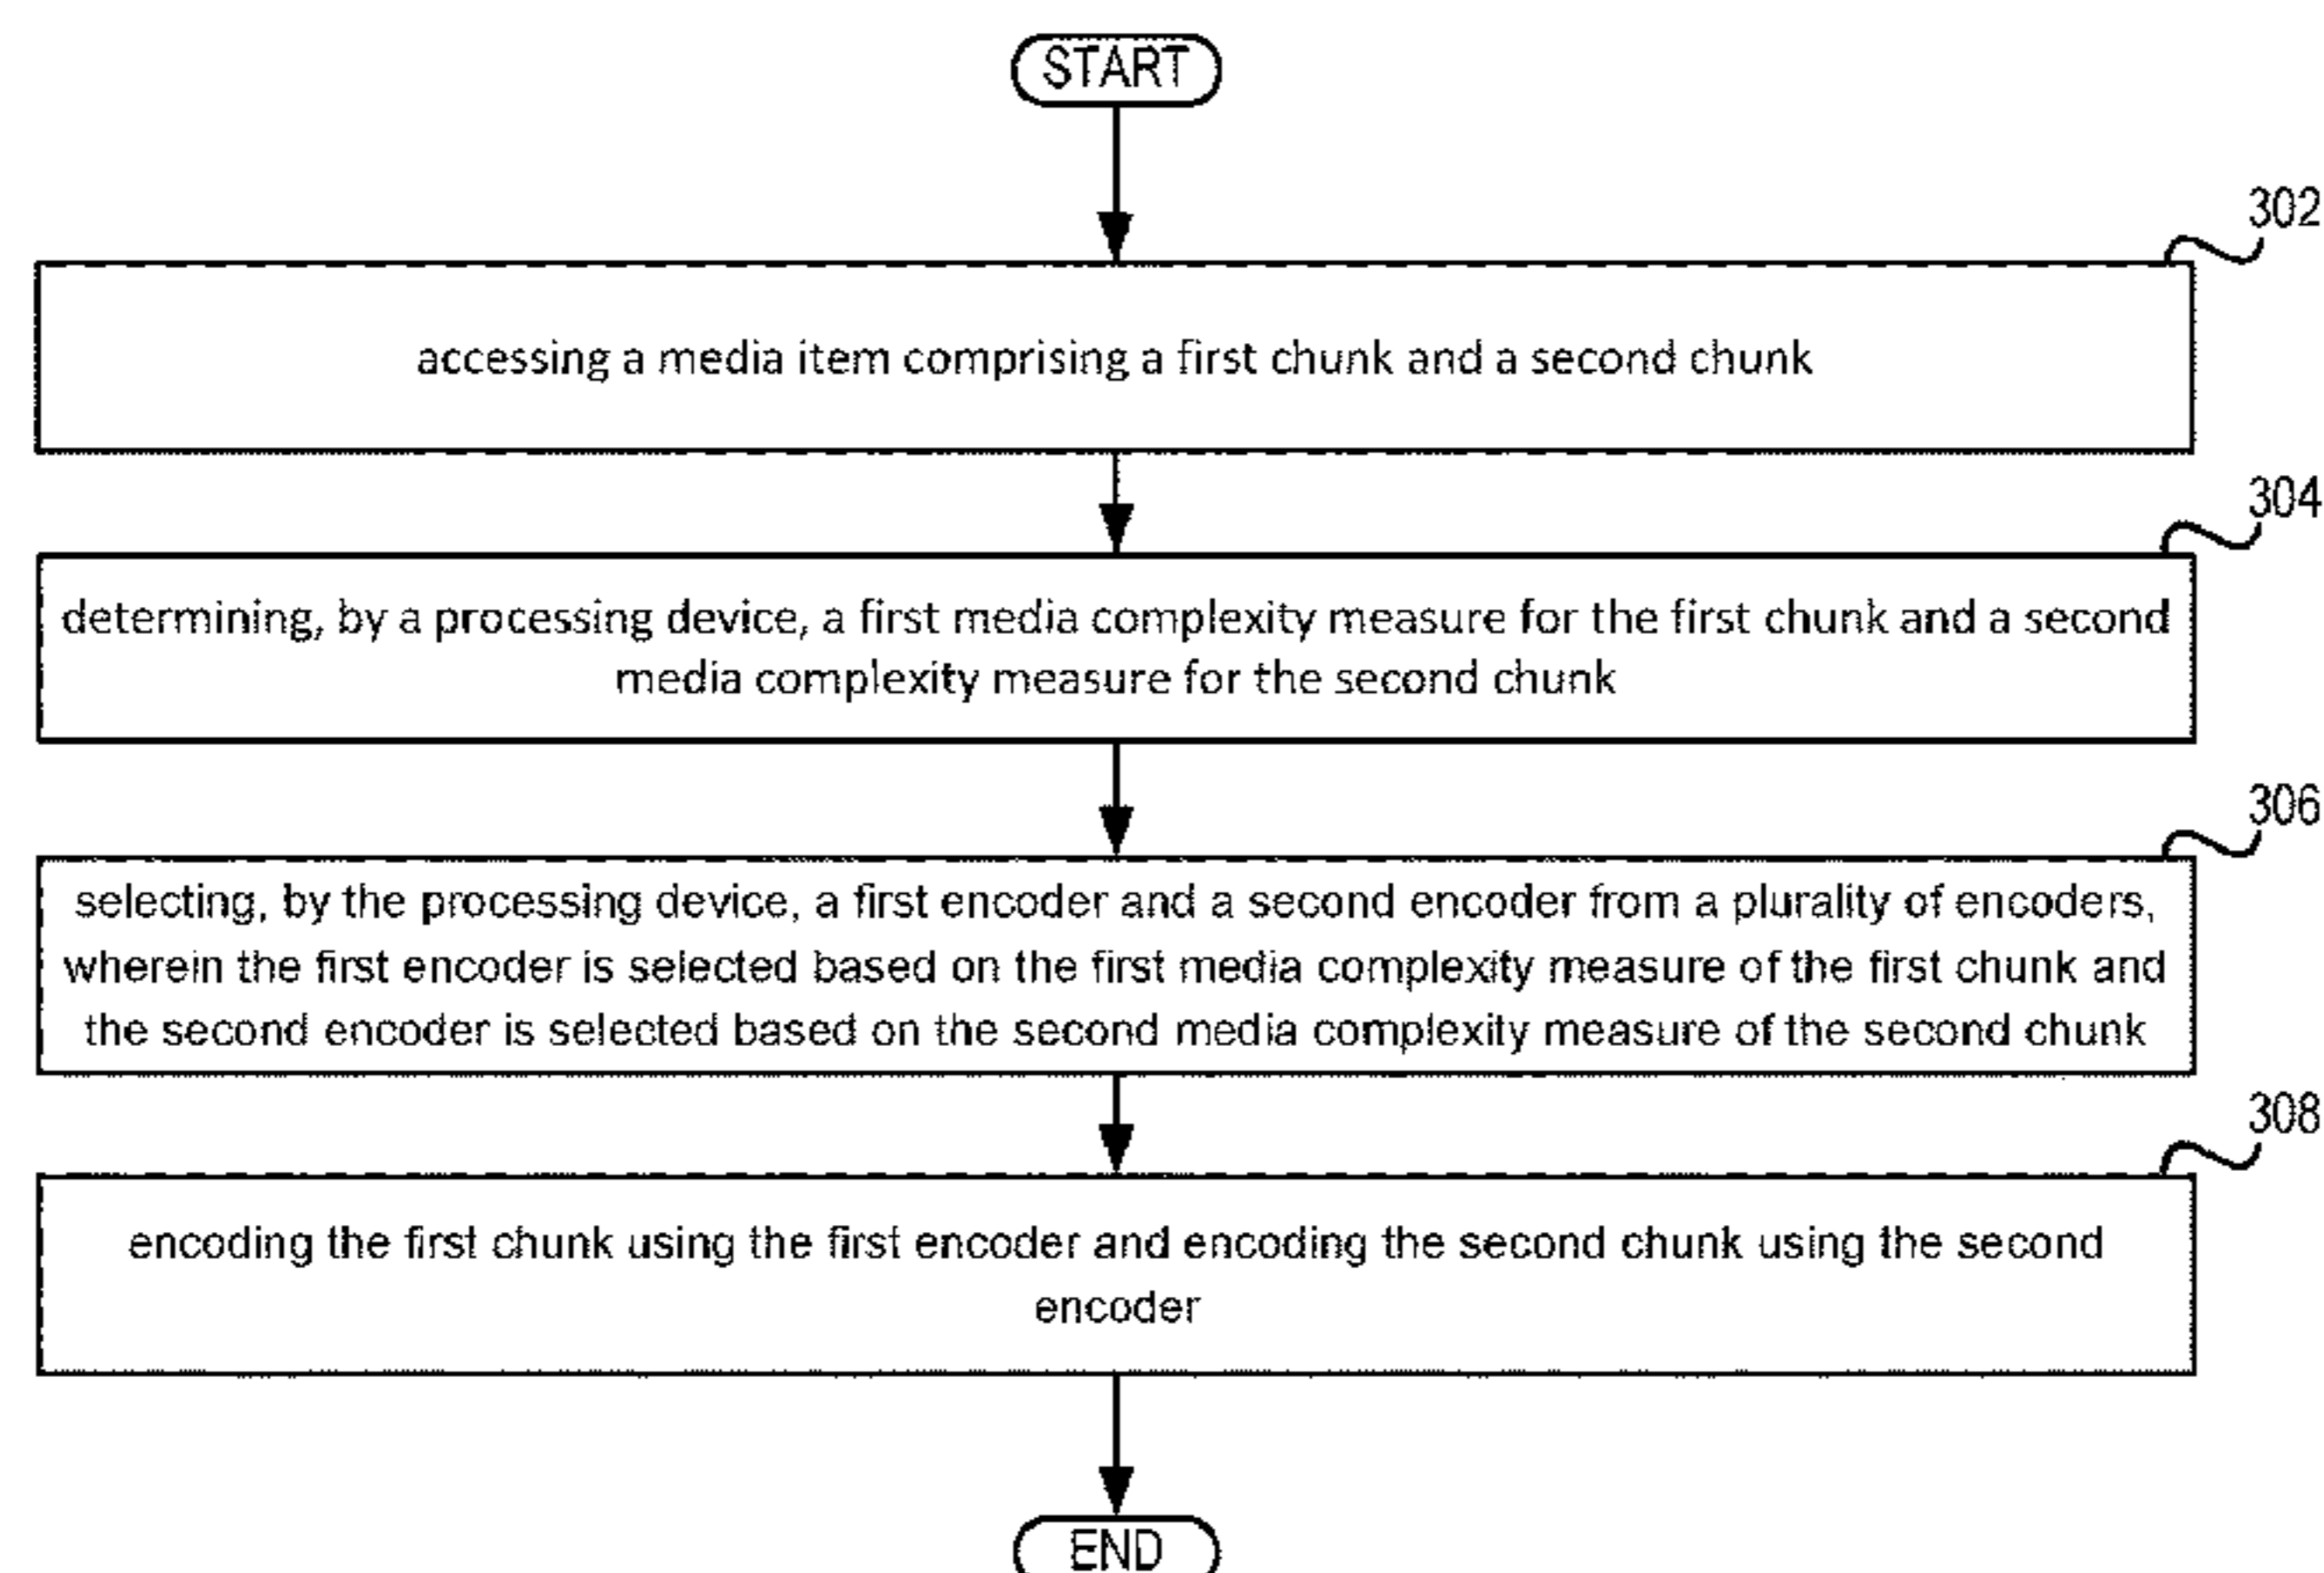 START
302
accessing a media item comprising a first chunk and a second chunk
304
determining, by a processing device, a first media complexity measure for the first chunk and a second
media complexity measure for the second chunk
306
selecting, by the processing device, a first encoder and a second encoder from a plurality of encoders,
wherein the first encoder is selected based on the first media complexity measure of the first chunk and
the second encoder is selected based on the second media complexity measure of the second chunk
308
encoding the first chunk using the first encoder and encoding the second chunk using the second
encoder
END